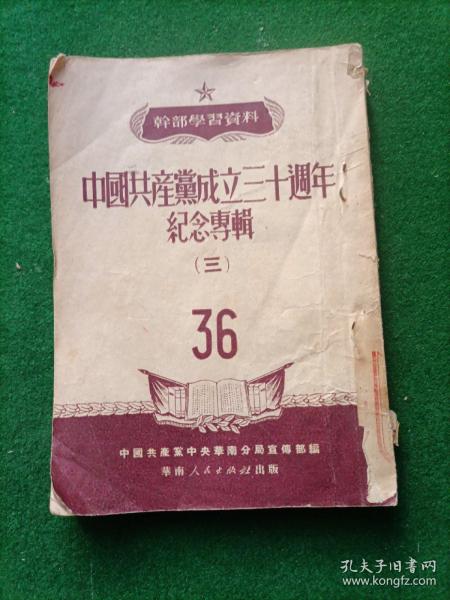 幹部學習資料
中國共產黨成立三十週年
紀念專輯
(三)
36
中國共產黨中央華南分局宣傳部編
華南人民出版社出版
孔夫子旧书网
www.kongfz.com